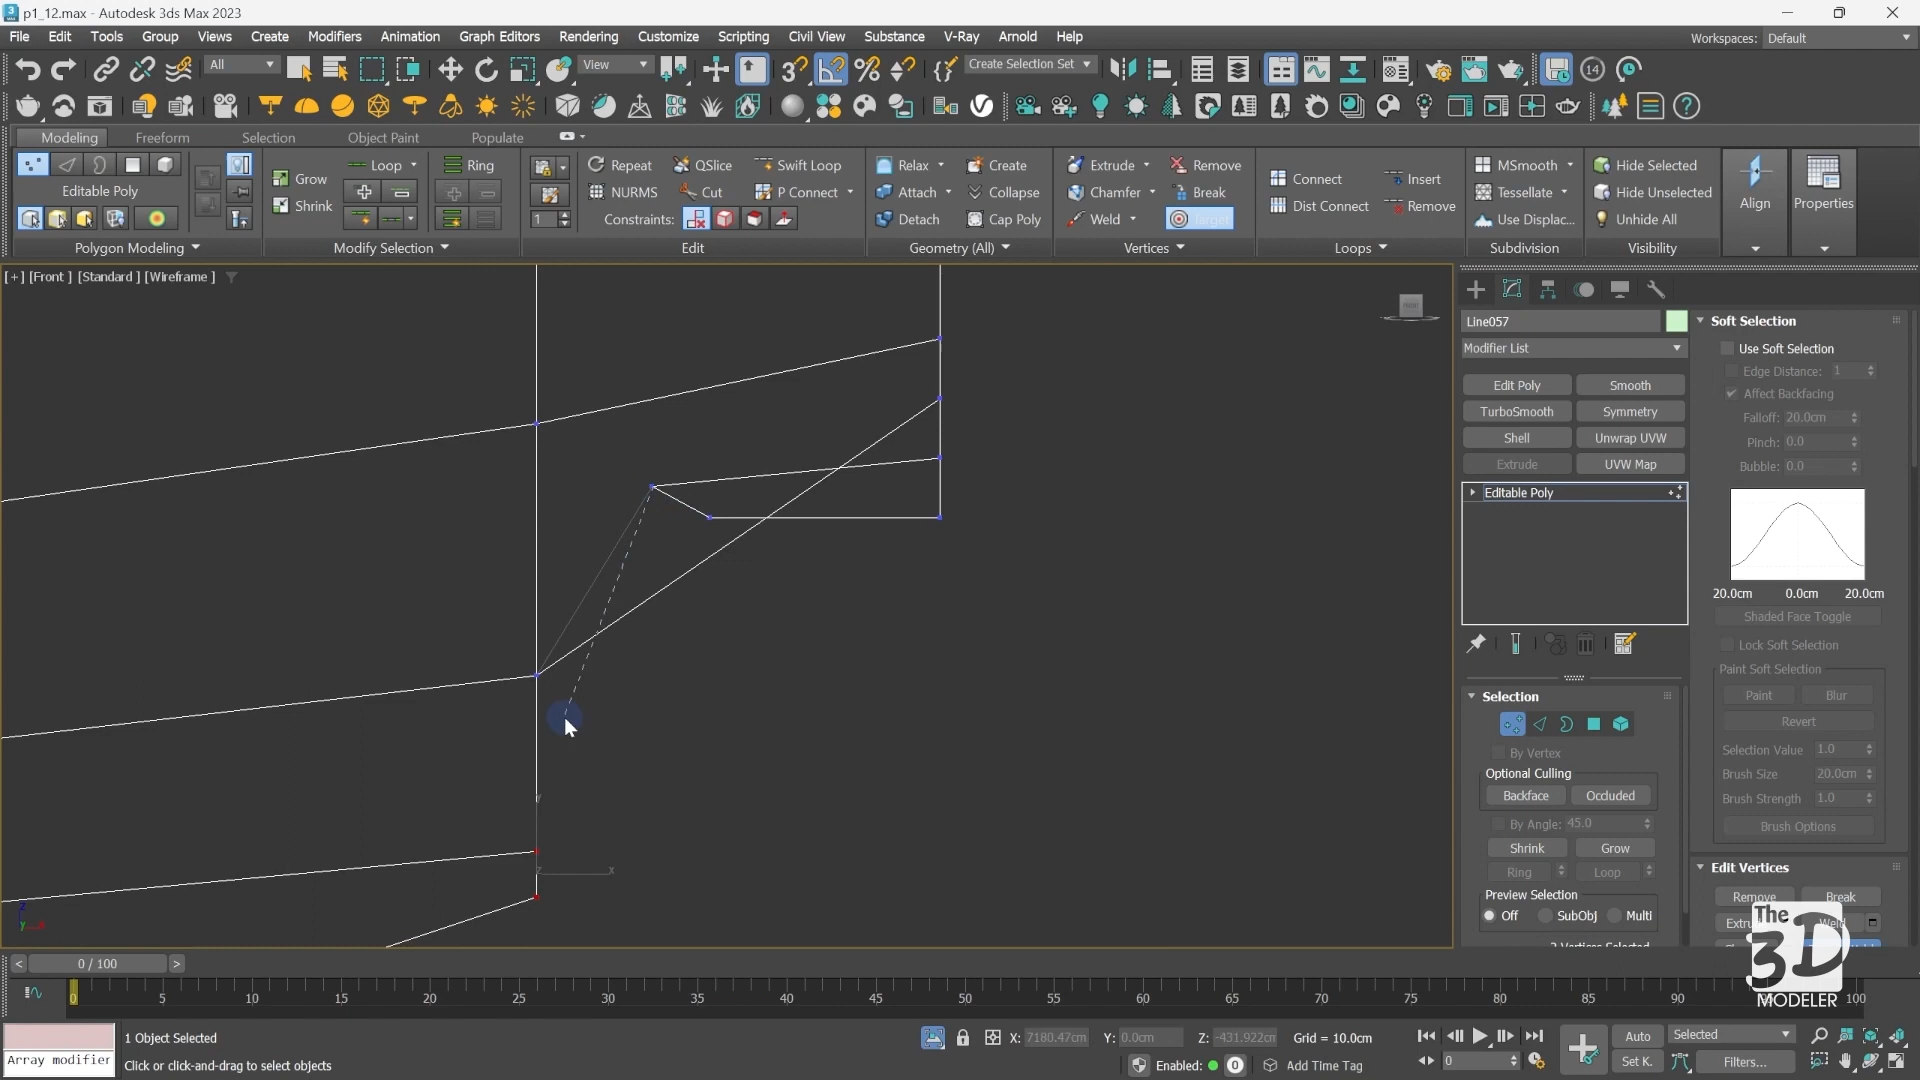 p1_12.max - Autodesk 3ds Max 2023
File Edit Tools Group Views Create Modifiers Animation Graph Editors Rendering Customize Scripting Civil View Substance V-Ray Arnold Help
Workspaces: Default
All View Create Selection Set 14
Modeling Freeform Selection Object Paint Populate
Loop Ring Repeat QSlice Swift Loop Relax Create Extrude Remove MSmooth Hide Selected
Grow Connect Insert
Editable Poly NURMS Cut P Connect Attach Collapse Chamfer Break Tessellate Hide Unselected Align Properties
Shrink Dist Connect Remove
1 Constraints: Detach Cap Poly Weld Target Use Displac... Unhide All
Polygon Modeling Modify Selection Edit Geometry (All) Vertices Loops Subdivision Visibility
[+] [Front ] [Standard ] [Wireframe ]
FRONT
y
z x
z
y
Line057
Modifier List
Edit Poly Smooth
TurboSmooth Symmetry
Shell Unwrap UVW
Extrude UVW Map
Editable Poly
Selection
By Vertex
Optional Culling
Backface Occluded
By Angle: 45.0
Shrink Grow
Ring Loop
Preview Selection
Off SubObj Multi
2 Vertices Selected
Soft Selection
Use Soft Selection
Edge Distance: 1
Affect Backfacing
Falloff: 20.0cm
Pinch: 0.0
Bubble: 0.0
20.0cm 0.0cm 20.0cm
Shaded Face Toggle
Lock Soft Selection
Paint Soft Selection
Paint Blur
Revert
Selection Value 1.0
Brush Size 20.0cm
Brush Strength 1.0
Brush Options
Edit Vertices
Remove Break
Weld
The
3D
MODELER
< 0 / 100 >
0 5 10 15 20 25 30 35 40 45 50 55 60 65 70 75 80 85 90 100
Array modifier
1 Object Selected
Click or click-and-drag to select objects
X: 7180.47cm Y: 0.0cm Z: -431.922cm Grid = 10.0cm
Enabled: 0 Add Time Tag
0
Auto Selected
Set K. Filters...